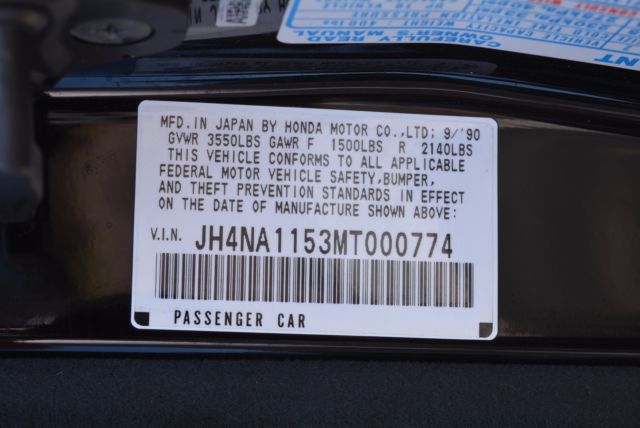 MFD.IN JAPAN BY HONDA MOTOR CO.,LTD: 9/'90
GVWR 3550LBS GAWR F 1500LBS R 2140LBS
THIS VEHICLE CONFORMS TO ALL APPLICABLE
FEDERAL MOTOR VEHICLE SAFETY,BUMPER,
AND THEFT PREVENTION STANDARDS IN EFFECT
ON THE DATE OF MANUFACTURE SHOWN ABOVE:
V.I.N. JH4NA1153MT000774
PASSENGER CAR
OWNER'S MANUAL